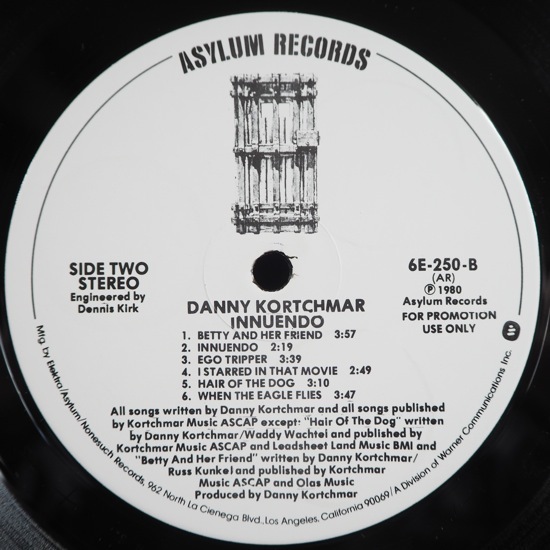 ASYLUM RECORDS
SIDE TWO
STEREO
Engineered by
Dennis Kirk
6E-250-B
(AR)
℗ 1980
Asylum Records
FOR PROMOTION
USE ONLY
DANNY KORTCHMAR
INNUENDO
1. BETTY AND HER FRIEND 3:57
2. INNUENDO 2:19
3. EGO TRIPPER 3:39
4. I STARRED IN THAT MOVIE 2:49
5. HAIR OF THE DOG 3:10
6. WHEN THE EAGLE FLIES 3:47
All songs written by Danny Kortchmar and all songs published
by Kortchmar Music ASCAP except: "Hair Of The Dog" written
by Danny Kortchmar/Waddy Wachtel and published by
Kortchmar Music ASCAP and Leadsheet Land Music BMI and
"Betty And Her Friend" written by Danny Kortchmar/
Russ Kunkel and published by Kortchmar
Music ASCAP and Olas Music
Produced by Danny Kortchmar
Mfg. by Elektra/Asylum/Nonesuch Records, 962 North La Cienega Blvd., Los Angeles, California 90069/A Division of Warner Communications Inc.